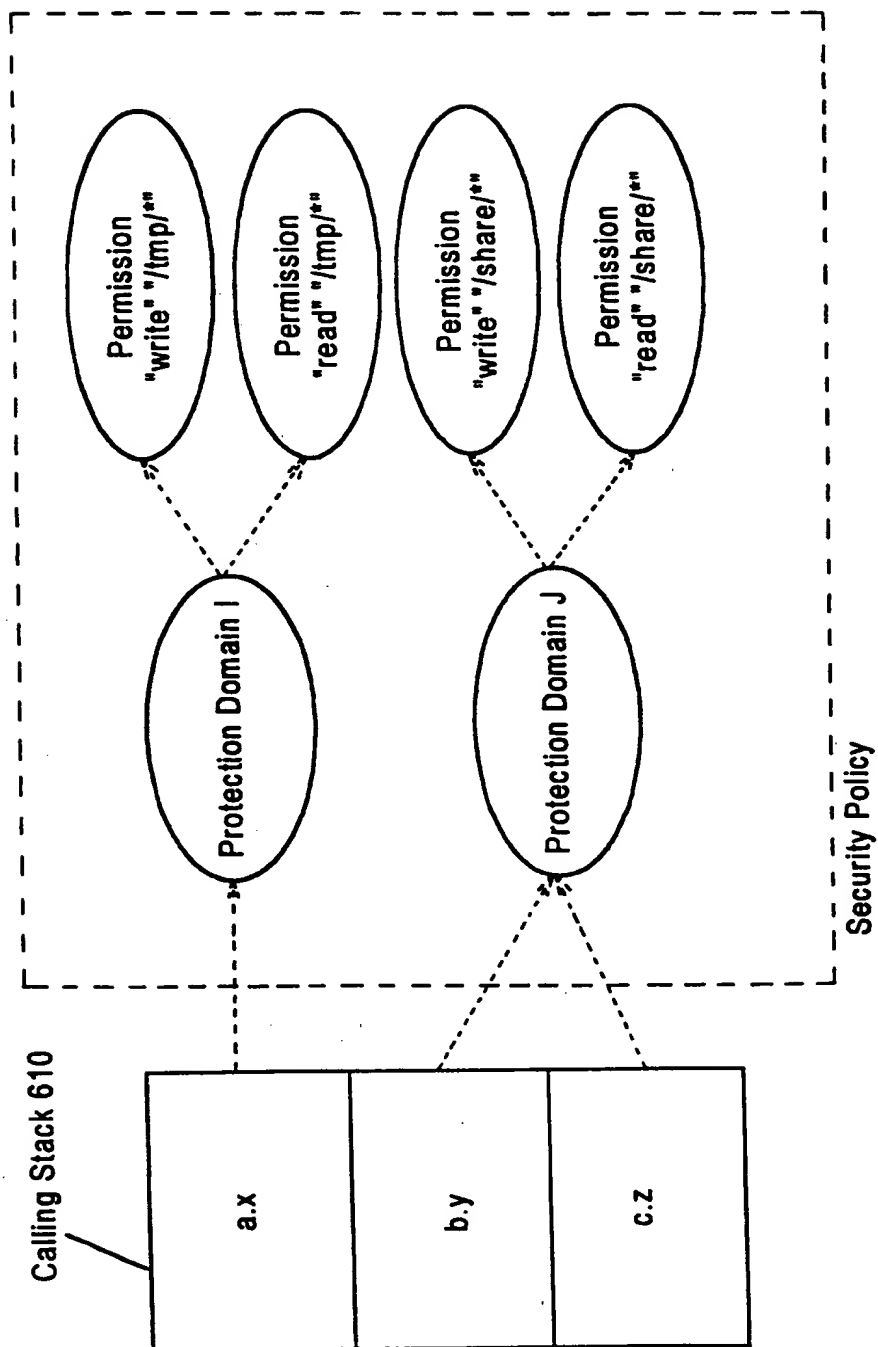 Calling Stack 610
a.x
b.y
c.z
Protection Domain I
Protection Domain J
Permission
"write" "/tmp/*"
Permission
"read" "/tmp/*"
Permission
"write" "/share/*"
Permission
"read" "/share/*"
Security Policy